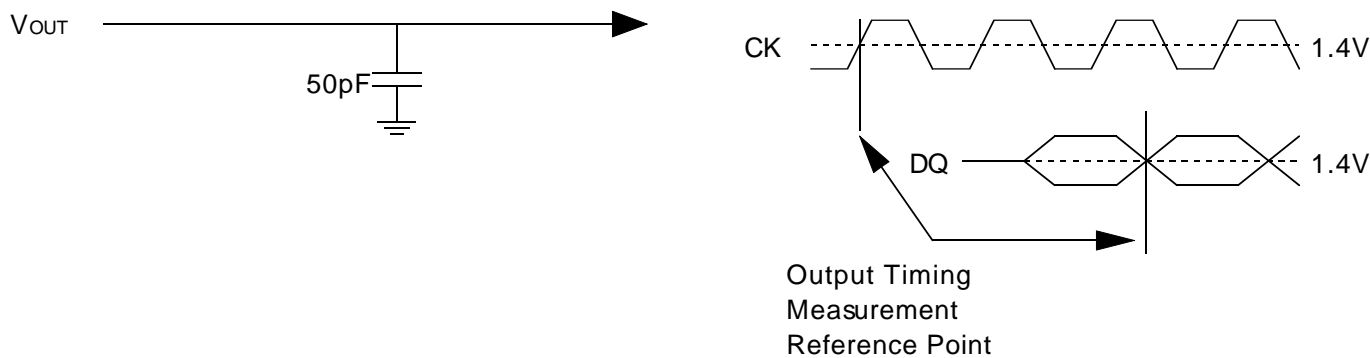 VOUT
50pF
CK 1.4V
DQ 1.4V
Output Timing
Measurement
Reference Point